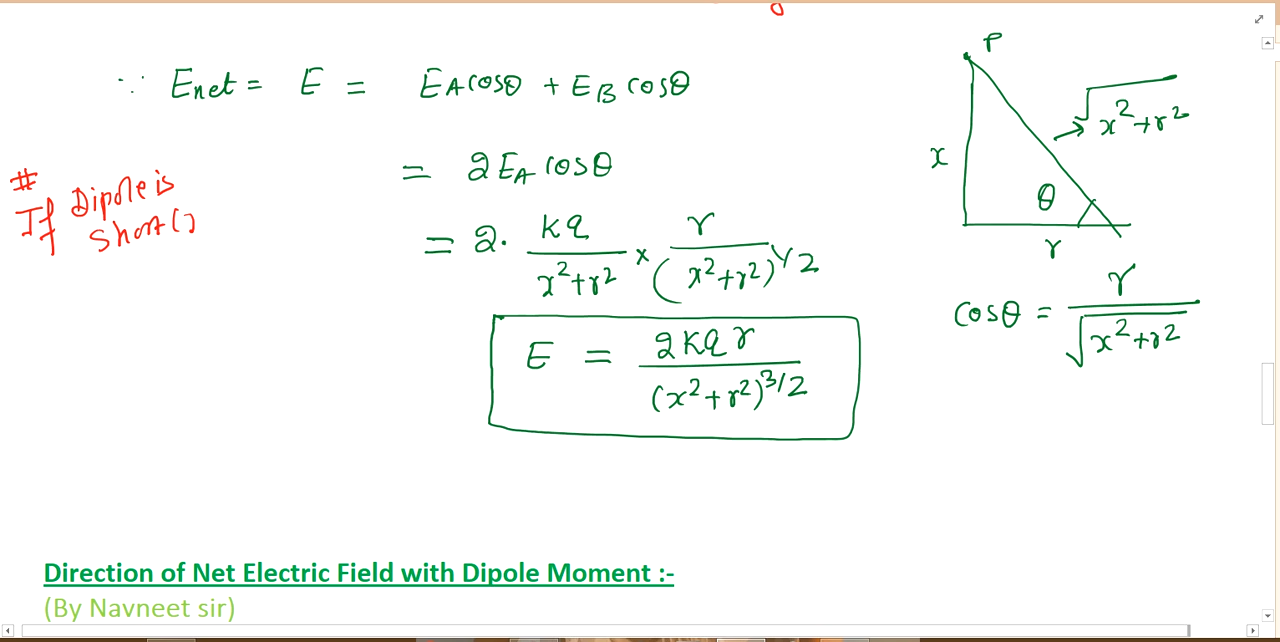 ∵ Enet = E = EA cosθ + EB cosθ
= 2EA cosθ
#
If Dipole is
short()
= 2. kq / x²+r² × r / (x²+r²)^1/2
E = 2kqr / (x²+r²)^3/2
P
√x²+r²
x
θ
r
cosθ = r / √x²+r²
Direction of Net Electric Field with Dipole Moment :-
(By Navneet sir)